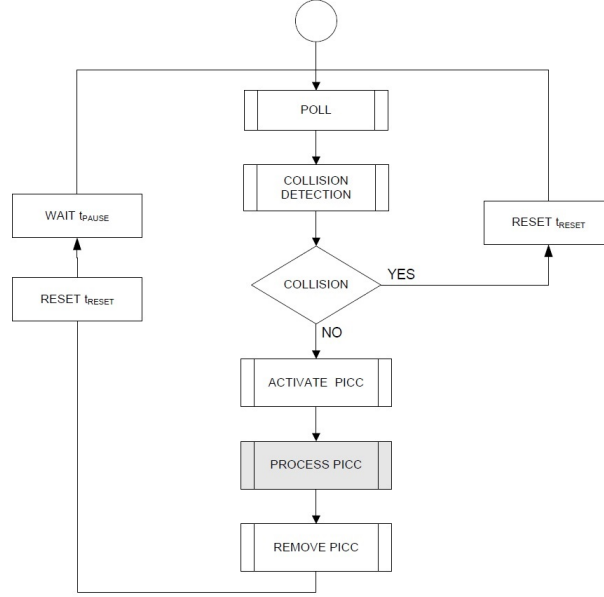 POLL
COLLISION
DETECTION
WAIT tPAUSE
RESET tRESET
COLLISION
YES
RESET tRESET
NO
ACTIVATE PICC
PROCESS PICC
REMOVE PICC